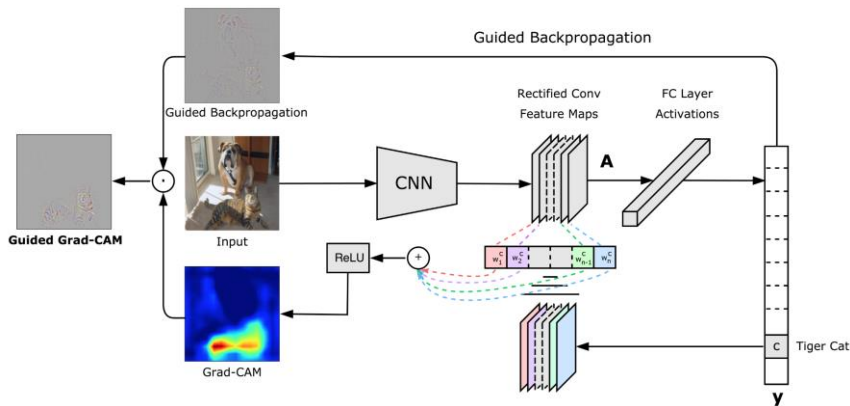 Guided Backpropagation
Guided Backpropagation
Rectified Conv
Feature Maps
FC Layer
Activations
A
CNN
Guided Grad-CAM
Input
ReLU
+
w₁ᶜ w₂ᶜ wₙ₋₁ᶜ wₙᶜ
Grad-CAM
c Tiger Cat
y